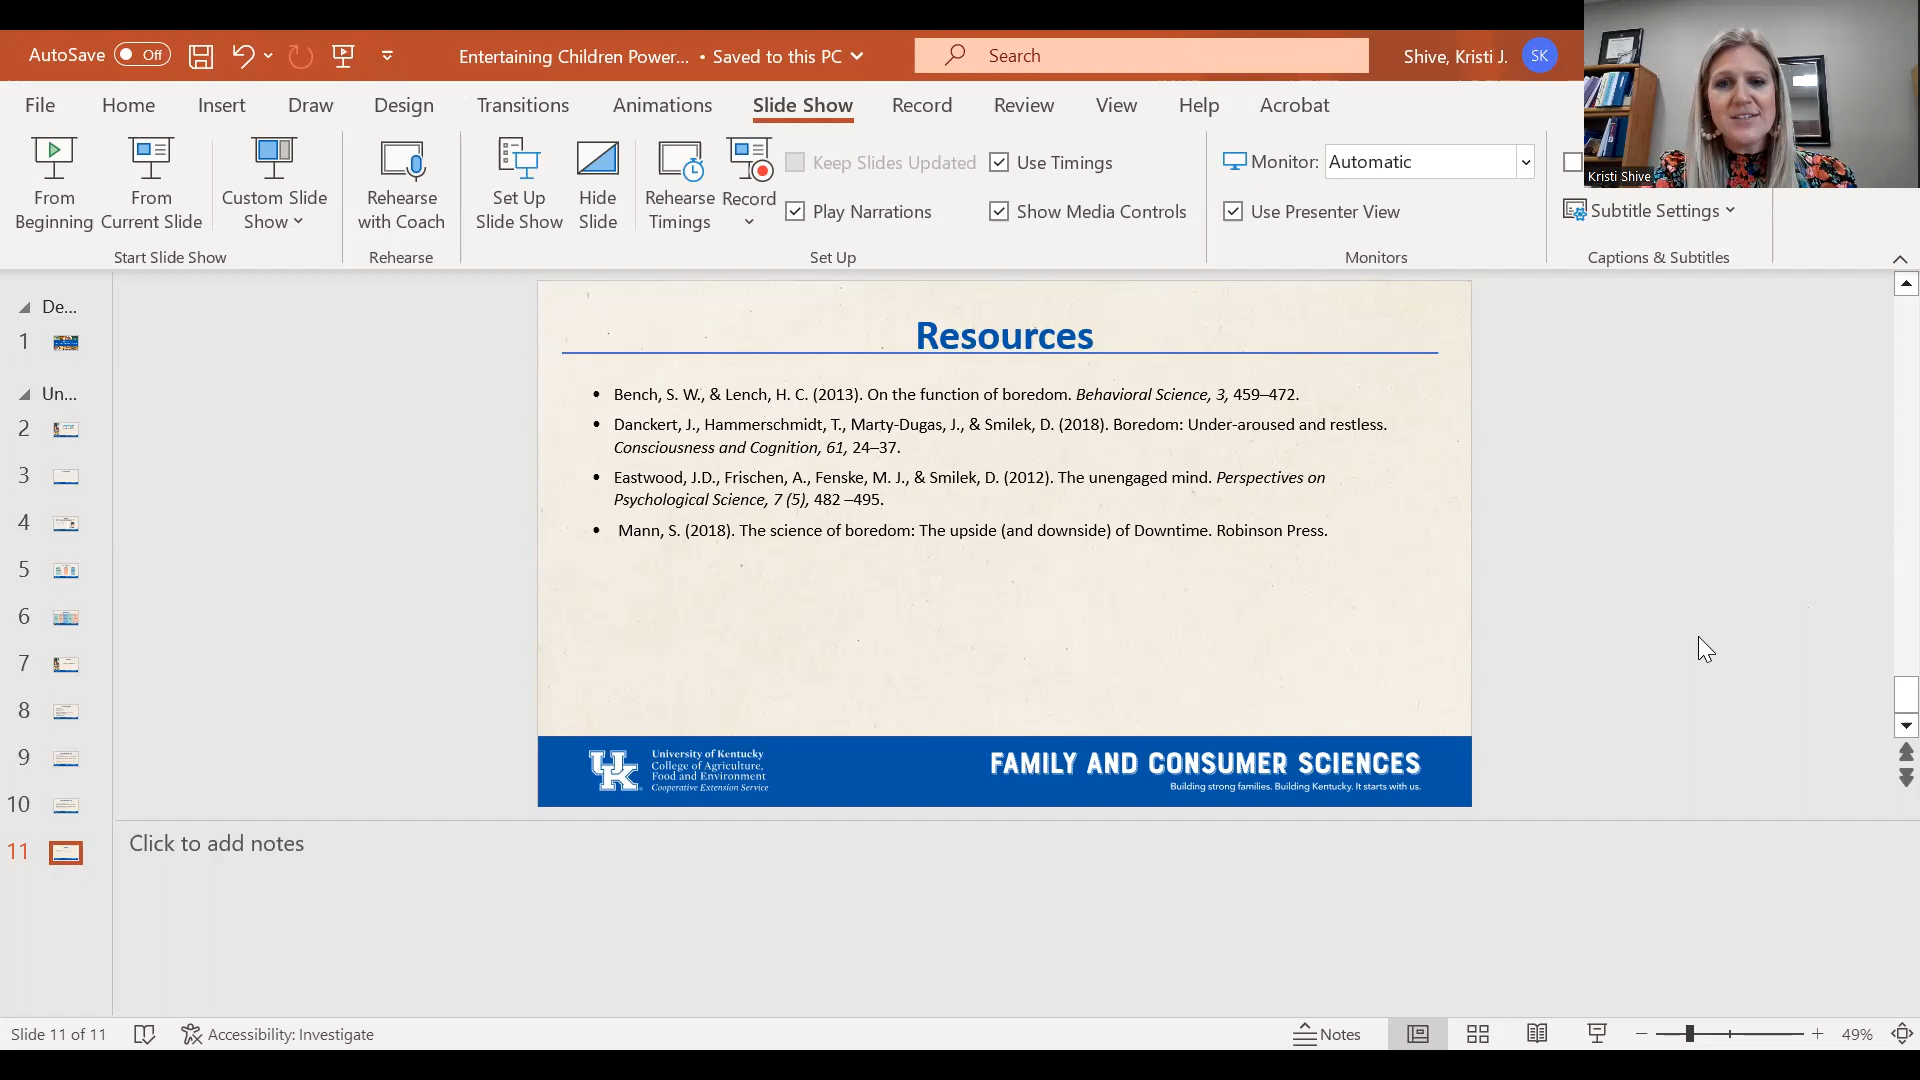 AutoSave Off
Entertaining Children Power... • Saved to this PC
Search
Shive, Kristi J.
SK
File Home Insert Draw Design Transitions Animations Slide Show Record Review View Help Acrobat
From Beginning
From Current Slide
Custom Slide Show
Start Slide Show
Rehearse with Coach
Rehearse
Set Up Slide Show
Hide Slide
Rehearse Timings
Record
Keep Slides Updated
Use Timings
Play Narrations
Show Media Controls
Set Up
Monitor: Automatic
Use Presenter View
Monitors
Subtitle Settings
Captions & Subtitles
Kristi Shive
De...
1
Un...
2
3
4
5
6
7
8
9
10
11
Resources
• Bench, S. W., & Lench, H. C. (2013). On the function of boredom. Behavioral Science, 3, 459–472.
• Danckert, J., Hammerschmidt, T., Marty-Dugas, J., & Smilek, D. (2018). Boredom: Under-aroused and restless.
Consciousness and Cognition, 61, 24–37.
• Eastwood, J.D., Frischen, A., Fenske, M. J., & Smilek, D. (2012). The unengaged mind. Perspectives on
Psychological Science, 7 (5), 482 –495.
• Mann, S. (2018). The science of boredom: The upside (and downside) of Downtime. Robinson Press.
UK
University of Kentucky
College of Agriculture,
Food and Environment
Cooperative Extension Service
FAMILY AND CONSUMER SCIENCES
Building strong families. Building Kentucky. It starts with us.
Click to add notes
Slide 11 of 11
Accessibility: Investigate
Notes
49%